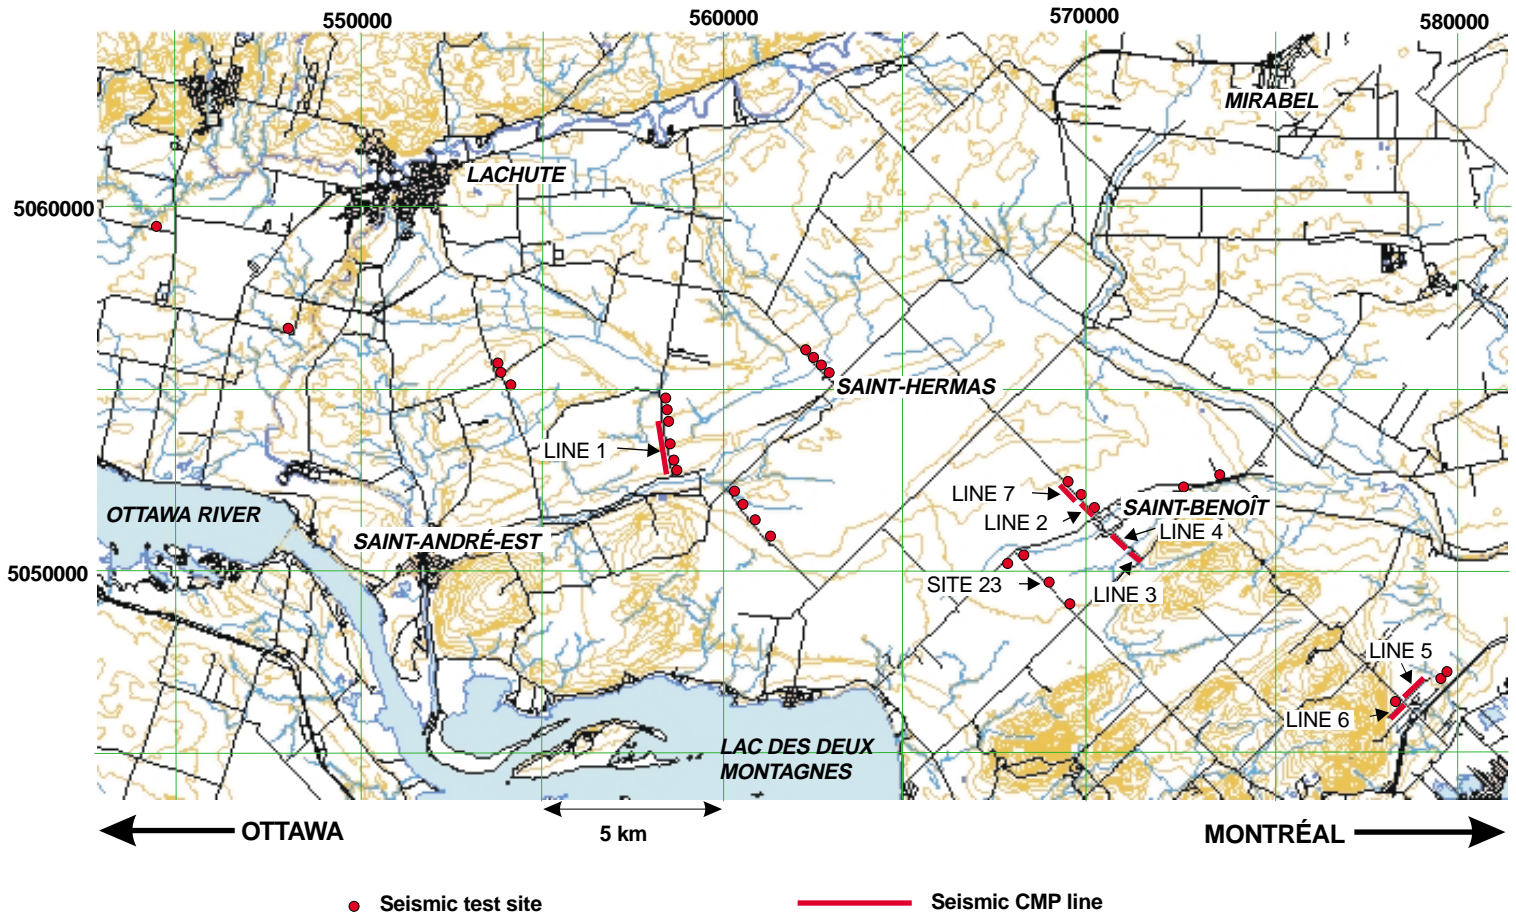 550000
560000
570000
580000
MIRABEL
LACHUTE
5060000
SAINT-HERMAS
LINE 1
LINE 7
SAINT-BENOÎT
OTTAWA RIVER
LINE 2
LINE 4
SAINT-ANDRÉ-EST
5050000
SITE 23
LINE 3
LINE 5
LINE 6
LAC DES DEUX
MONTAGNES
OTTAWA
5 km
MONTRÉAL
Seismic test site
Seismic CMP line